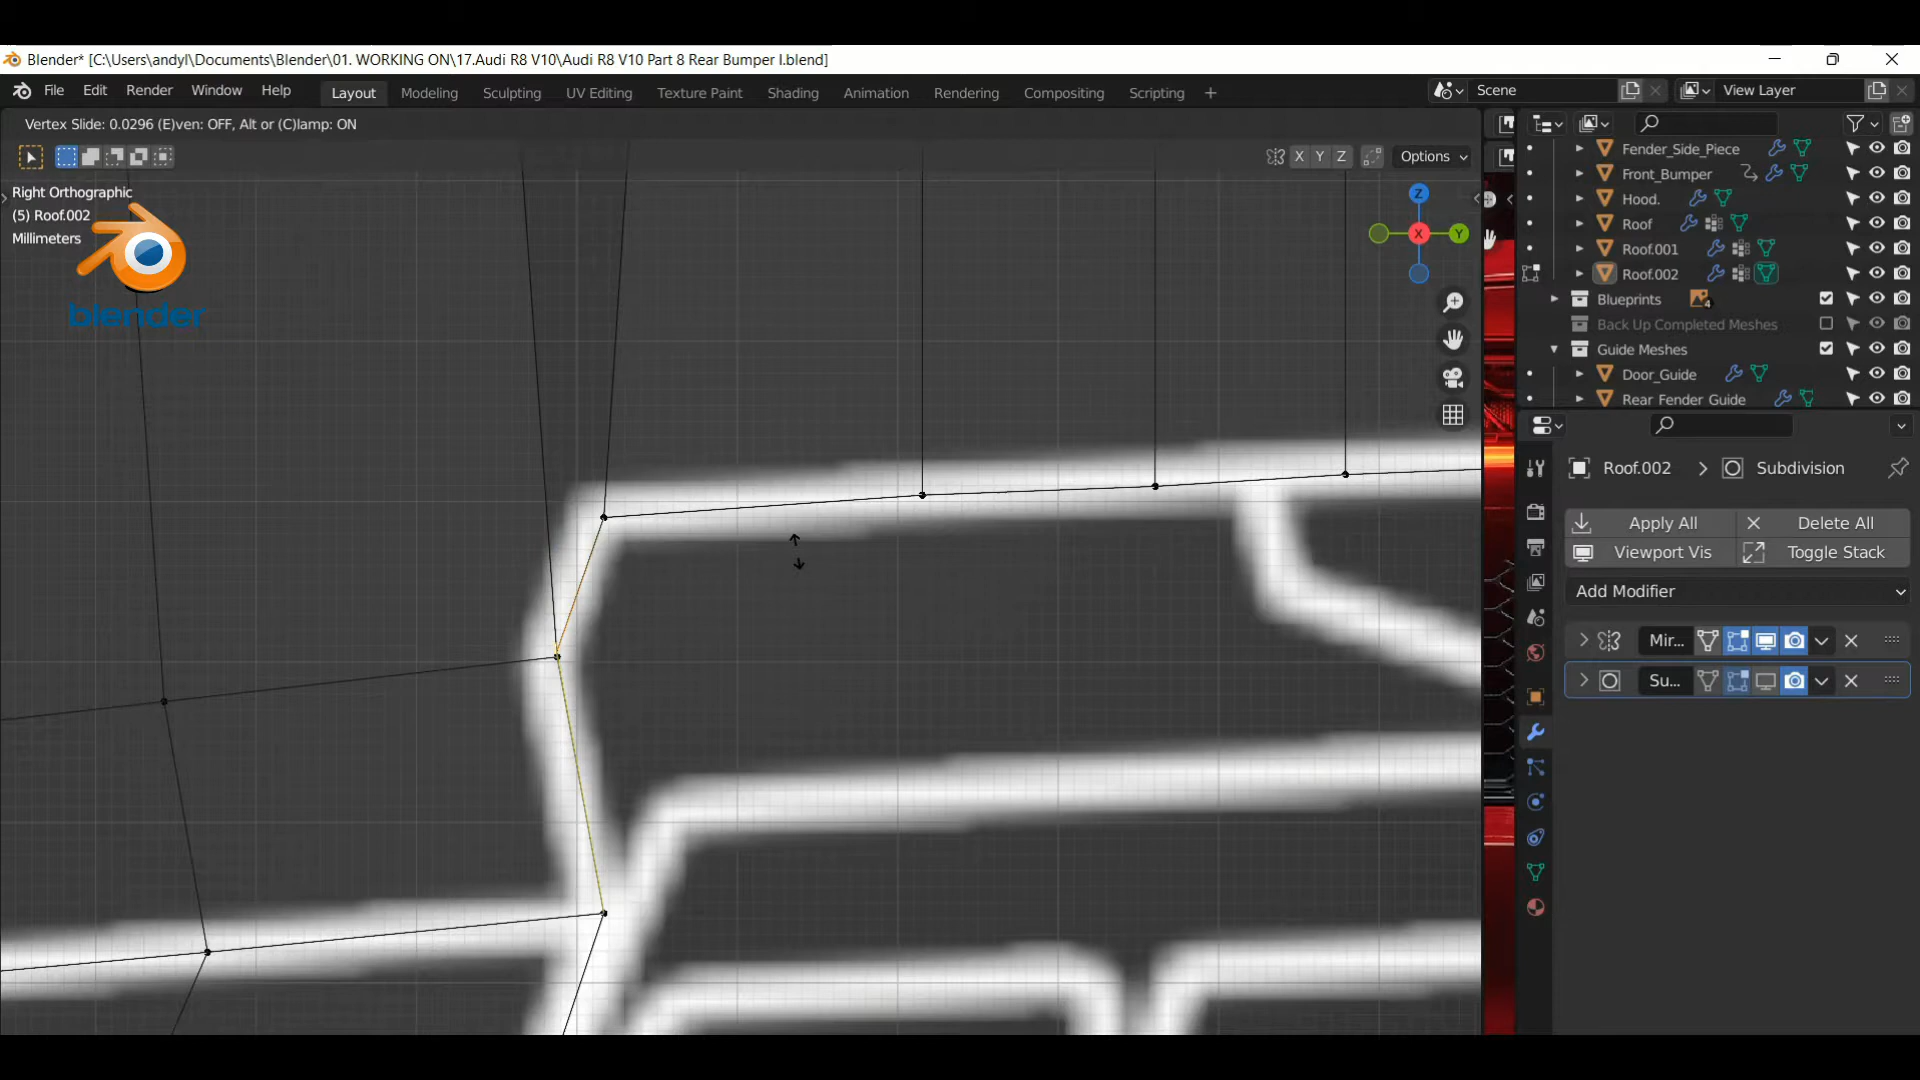 Blender* [C:\Users\andyl\Documents\Blender\01. WORKING ON\17.Audi R8 V10\Audi R8 V10 Part 8 Rear Bumper I.blend]
File Edit Render Window Help Layout Modeling Sculpting UV Editing Texture Paint Shading Animation Rendering Compositing Scripting + Scene View Layer
Vertex Slide: 0.0296 (E)ven: OFF, Alt or (C)lamp: ON
X Y Z Options
Right Orthographic
(5) Roof.002
Millimeters
blender
Z
X
Y
Fender_Side_Piece
Front_Bumper
Hood.
Roof
Roof.001
Roof.002
Blueprints 4
Back Up Completed Meshes
Guide Meshes
Door_Guide
Rear Fender Guide
Roof.002 > Subdivision
Apply All Delete All
Viewport Vis Toggle Stack
Add Modifier
Mir...
Su...